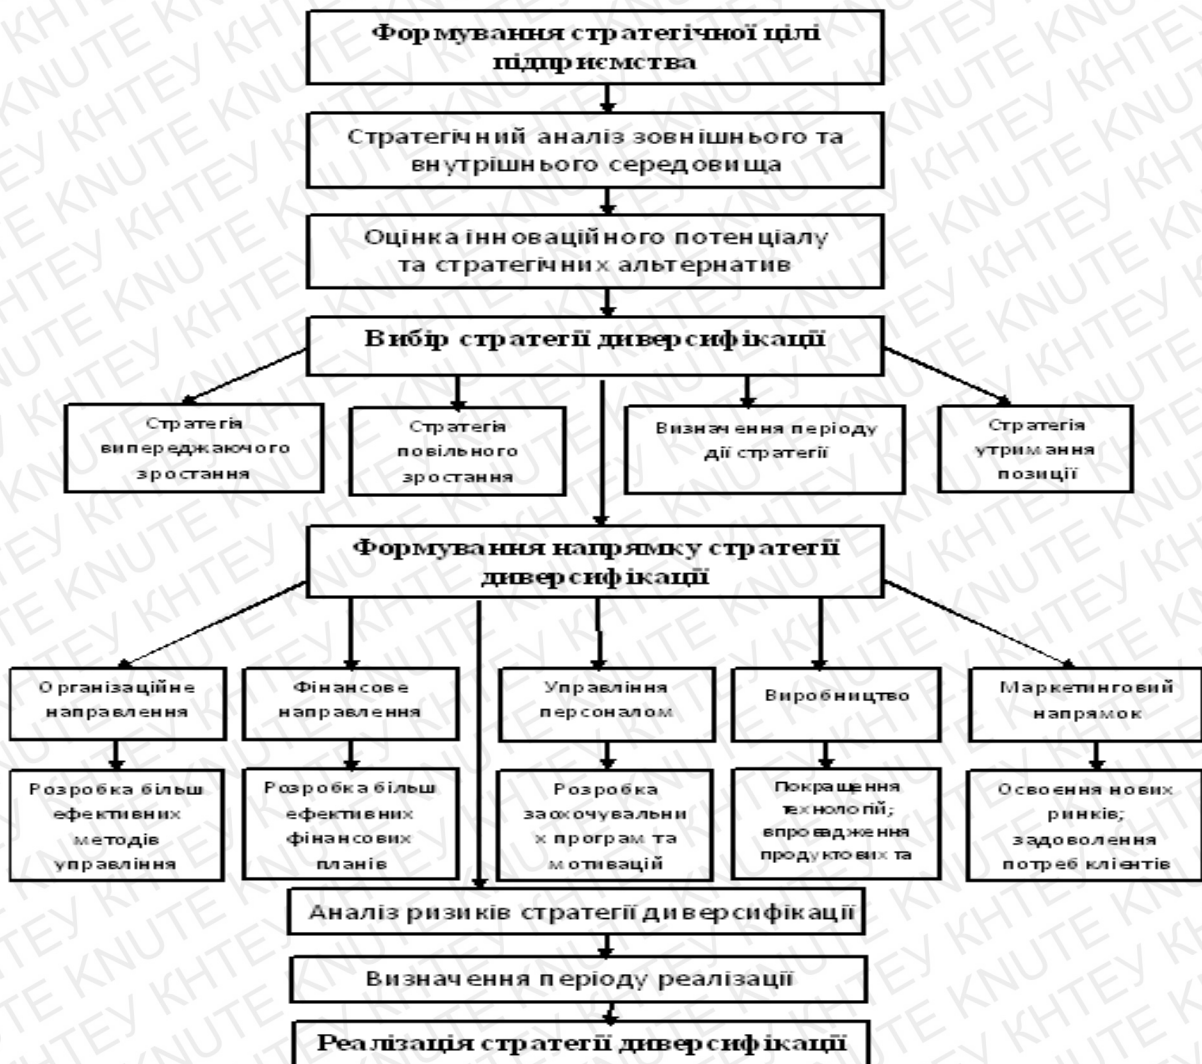 Формування стратегічної цілі
підприємства
Стратегічний аналіз зовнішнього та
внутрішнього середовища
Оцінка інноваційного потенціалу
та стратегічних альтернатив
Вибір стратегії диверсифікації
Стратегія
випереджаючого
зростання
Стратегія
повільного
зростання
Визначення періоду
дії стратегії
Стратегія
утримання
позиції
Формування напрямку стратегії
диверсифікації
Організаційне
направлення
Фінансове
направлення
Управління
персоналом
Виробництво
Маркетинговий
напрямок
Розробка більш
ефективних
методів
управління
Розробка більш
ефективних
фінансових
планів
Розробка
заохочувальни
х програм та
мотивацій
Покращення
технологій;
впровадження
продуктових та
Освоєння нових
ринків;
задоволення
потреб клієнтів
Аналіз ризиків стратегії диверсифікації
Визначення періоду реалізації
Реалізація стратегії диверсифікації